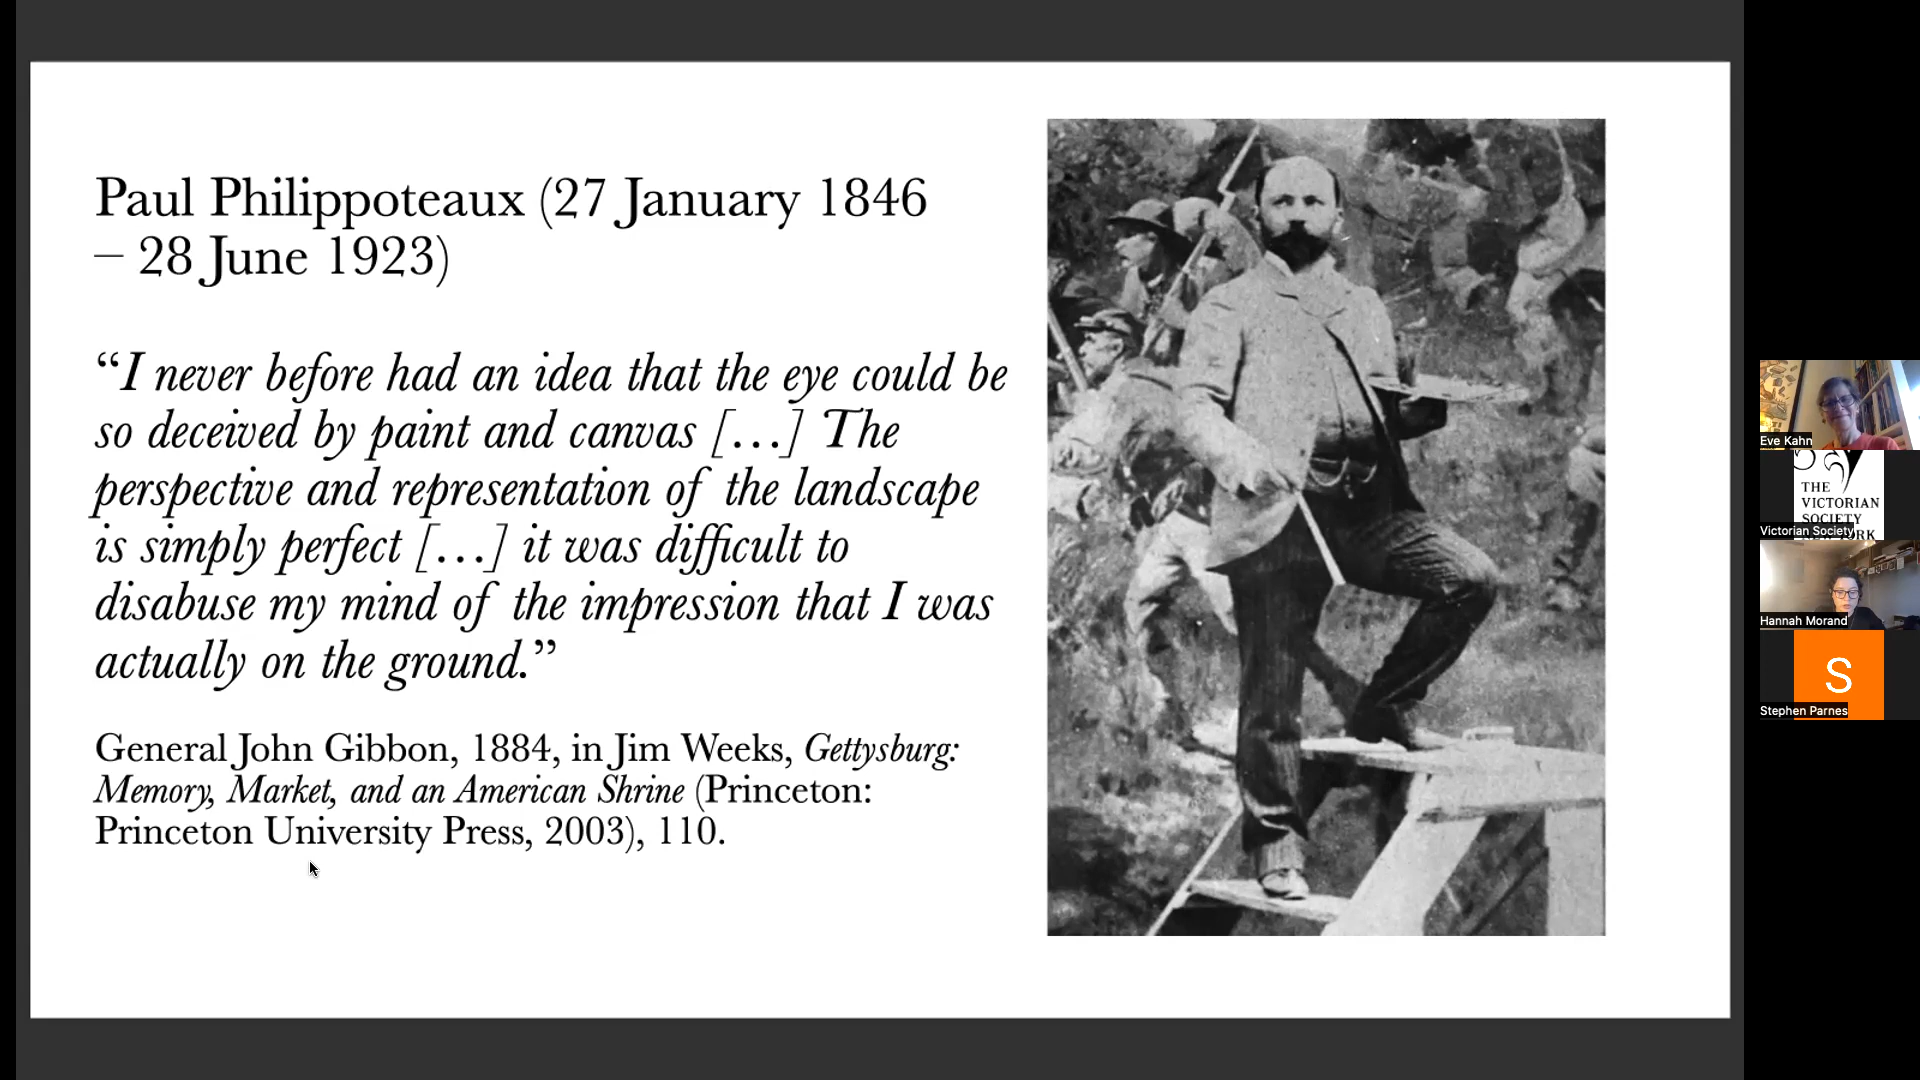 Paul Philippoteaux (27 January 1846
– 28 June 1923)
“I never before had an idea that the eye could be
so deceived by paint and canvas […] The
perspective and representation of the landscape
is simply perfect […] it was difficult to
disabuse my mind of the impression that I was
actually on the ground.”
General John Gibbon, 1884, in Jim Weeks, Gettysburg:
Memory, Market, and an American Shrine (Princeton:
Princeton University Press, 2003), 110.
Eve Kahn
THE
VICTORIAN
SOCIETY
Victorian Society
Hannah Morand
S
Stephen Parnes